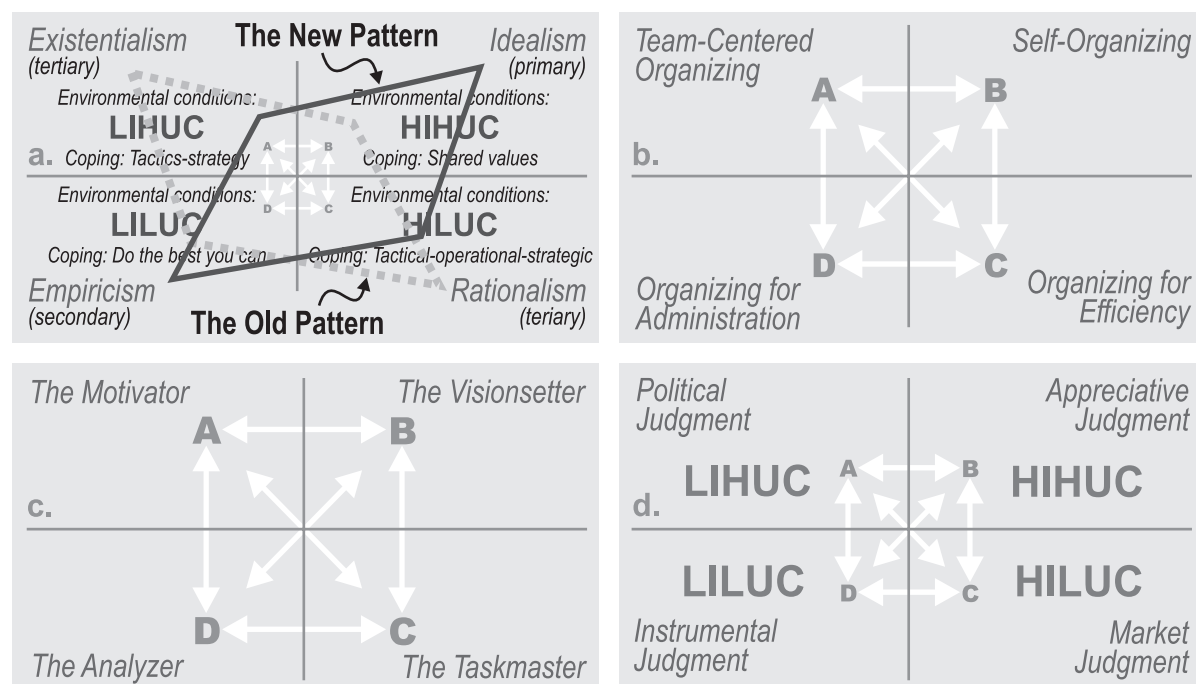 Existentialism
(tertiary)
The New Pattern
Idealism
(primary)
Environmental conditions:
LIHUC
Coping: Tactics-strategy
Environmental conditions:
HIHUC
Coping: Shared values
a.
A
B
D
C
Environmental conditions:
LILUC
Coping: Do the best you can
Environmental conditions:
HILUC
Coping: Tactical-operational-strategic
Empiricism
(secondary)
The Old Pattern
Rationalism
(teriary)
Team-Centered
Organizing
Self-Organizing
A
B
b.
D
C
Organizing for
Administration
Organizing for
Efficiency
The Motivator
The Visionsetter
A
B
c.
D
C
The Analyzer
The Taskmaster
Political
Judgment
Appreciative
Judgment
LIHUC
A
B
HIHUC
d.
LILUC
D
C
HILUC
Instrumental
Judgment
Market
Judgment